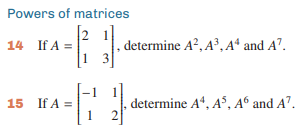 Powers of matrices
14 If A = [2 1
1 3], determine A², A³, A⁴ and A⁷.
15 If A = [−1 1
1 2], determine A⁴, A⁵, A⁶ and A⁷.